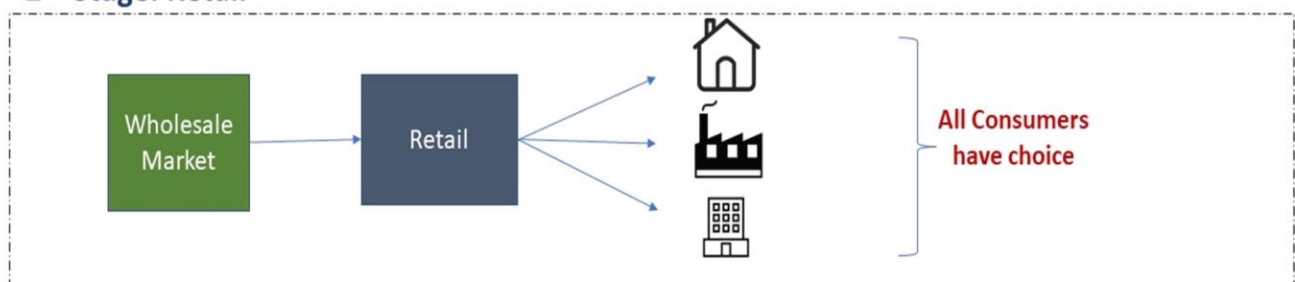 Wholesale
Market
Retail
All Consumers
have choice